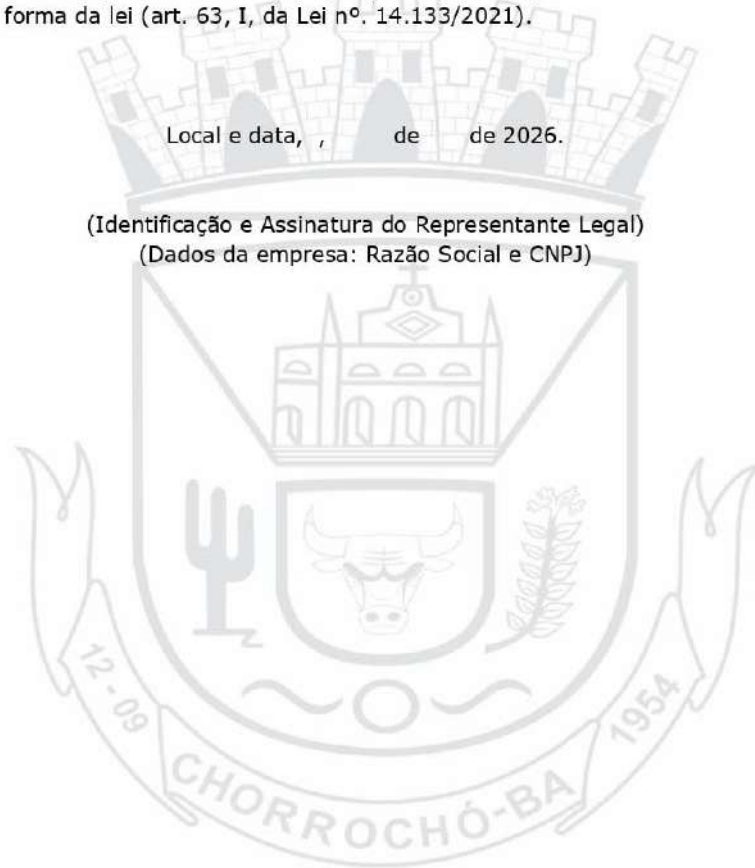 forma da lei (art. 63, I, da Lei nº. 14.133/2021).
Local e data, , de de 2026.
(Identificação e Assinatura do Representante Legal)
(Dados da empresa: Razão Social e CNPJ)
12-09
CHORROCHÓ-BA
1954